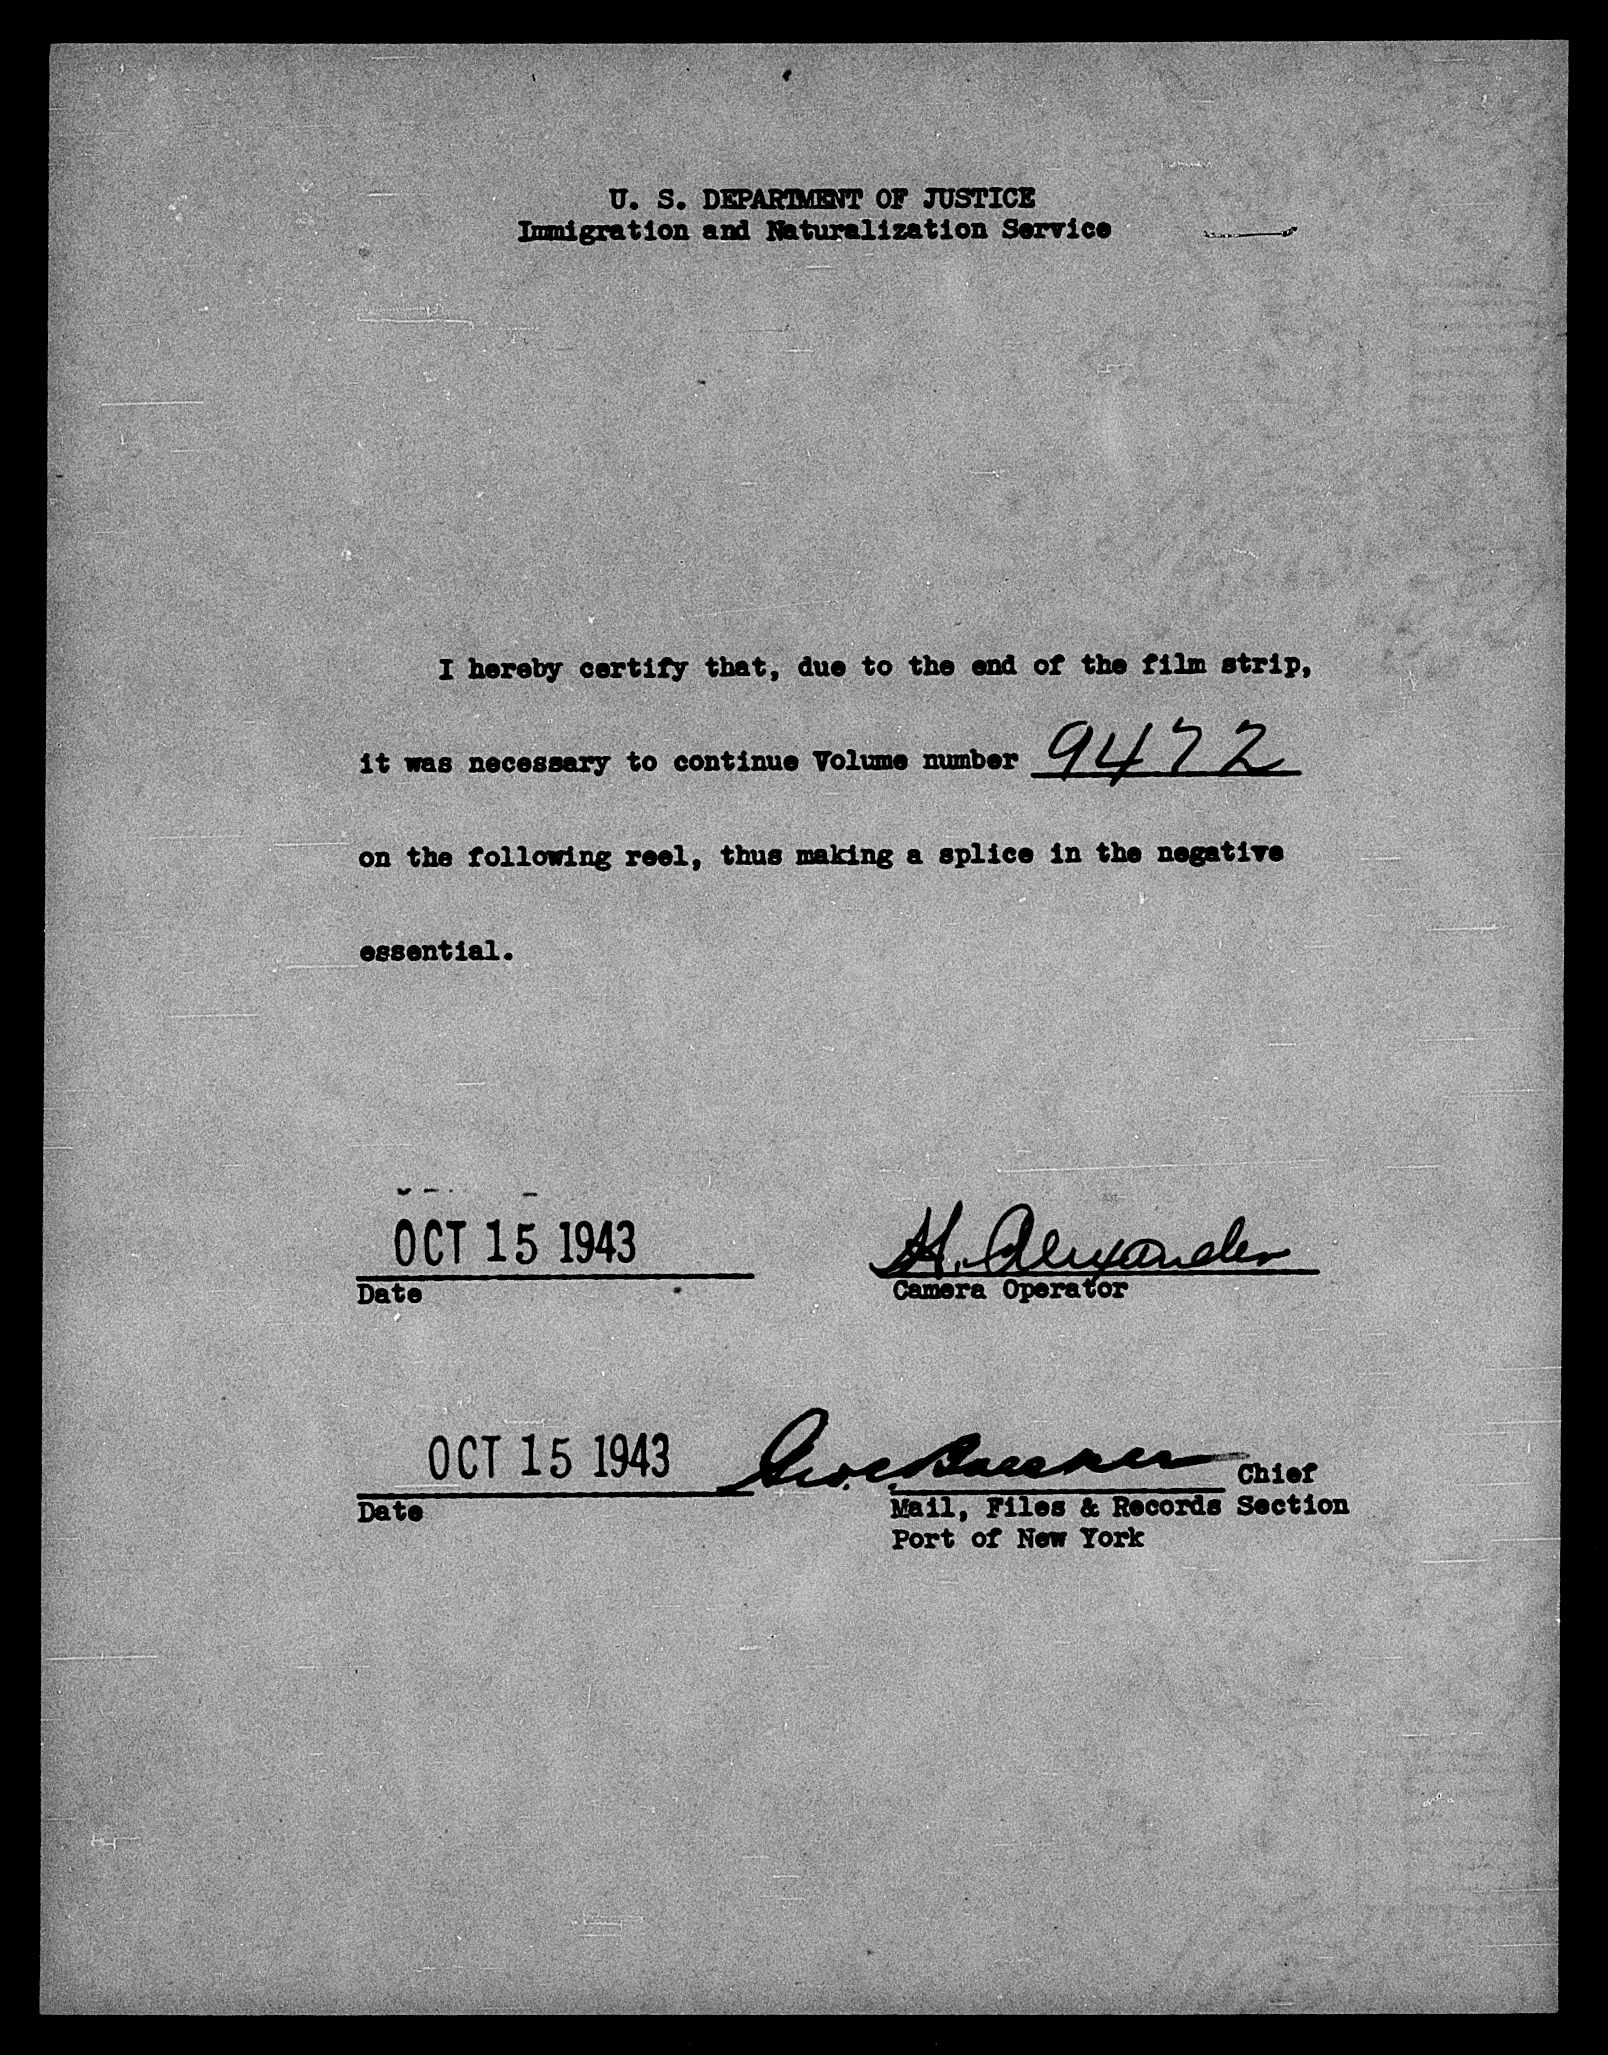 U. S. DEPARTMENT OF JUSTICE
Immigration and Naturalization Service
I hereby certify that, due to the end of the film strip,
it was necessary to continue Volume number 9472
on the following reel, thus making a splice in the negative
essential.
OCT 15 1943 H. Alexander
Date Camera Operator
OCT 15 1943 Chief
Date Mail, Files & Records Section
Port of New York